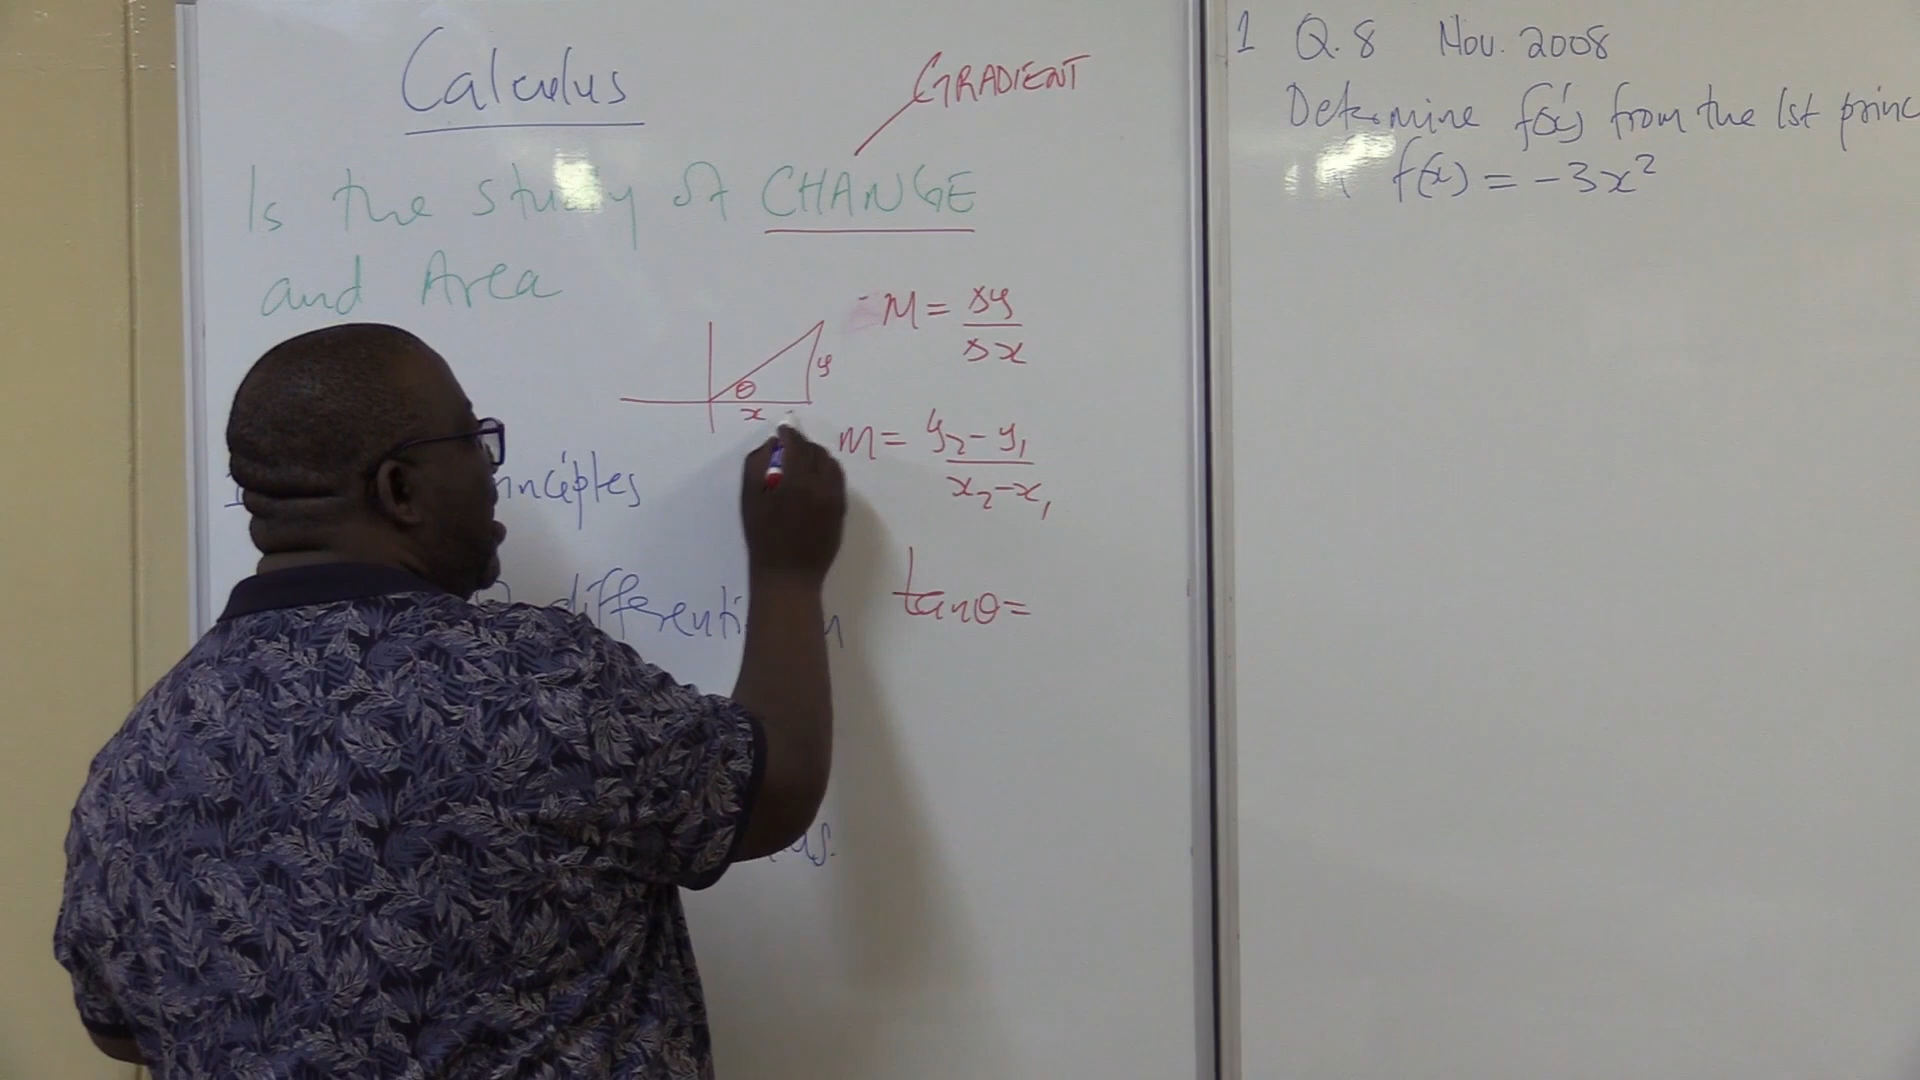 Calculus
GRADIENT
Is the study of CHANGE
and Area
θ
x
y
M = Δy
Δx
m = y₂ - y₁
x₂ - x₁
tanθ =
1 Q.8 Nov. 2008
Determine f'(x) from the 1st princ
f(x) = -3x²